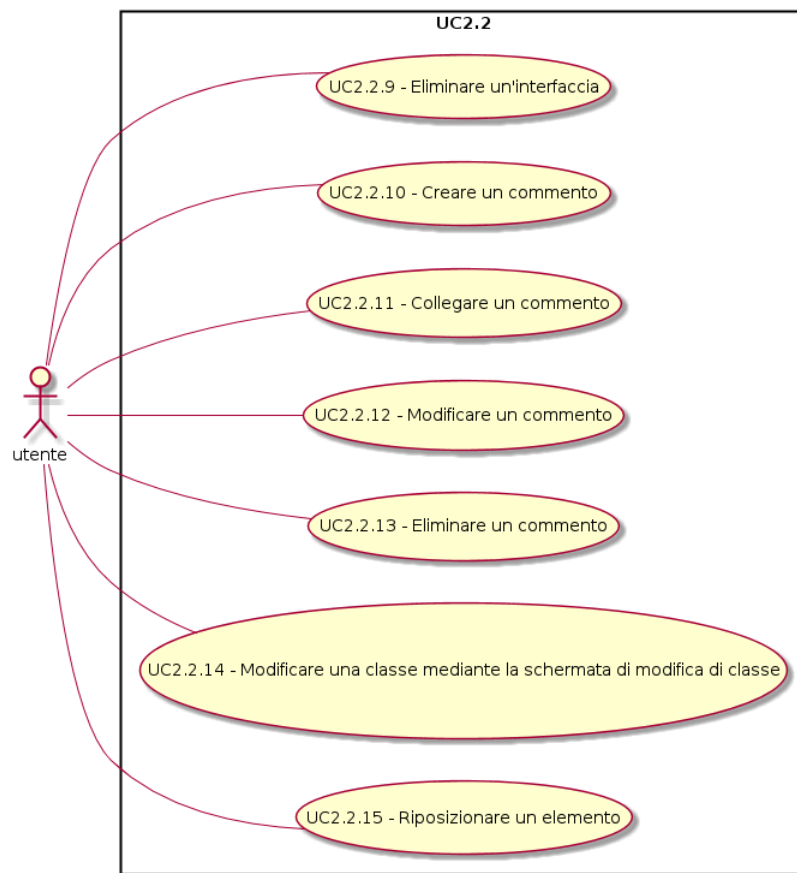 UC2.2
UC2.2.9 - Eliminare un'interfaccia
UC2.2.10 - Creare un commento
UC2.2.11 - Collegare un commento
UC2.2.12 - Modificare un commento
utente
UC2.2.13 - Eliminare un commento
UC2.2.14 - Modificare una classe mediante la schermata di modifica di classe
UC2.2.15 - Riposizionare un elemento